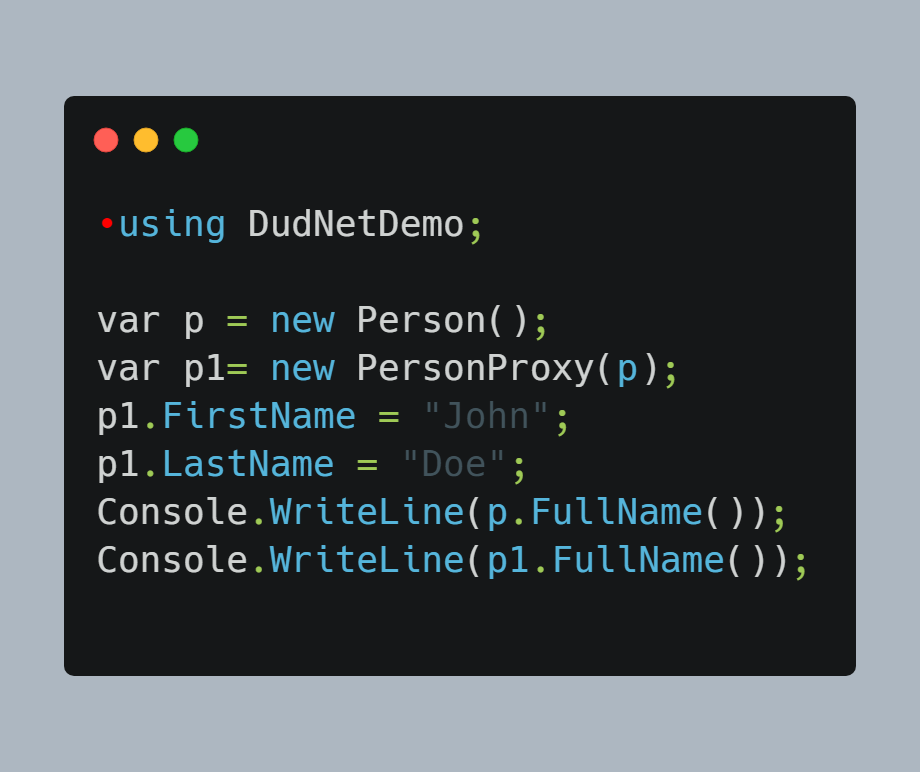 •using DudNetDemo;
var p = new Person();
var p1= new PersonProxy(p);
p1.FirstName = "John";
p1.LastName = "Doe";
Console.WriteLine(p.FullName());
Console.WriteLine(p1.FullName());